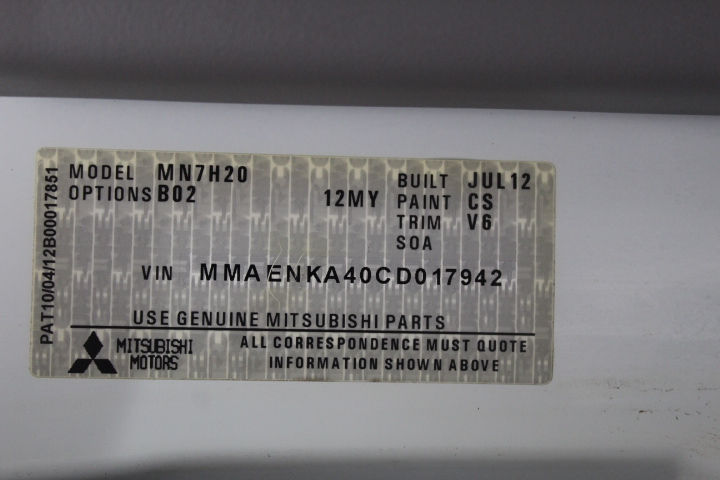 PAT10/04/12B00017851
MODEL MN7H20
OPTIONS B02
12MY
BUILT JUL12
PAINT CS
TRIM V6
SOA
VIN MMAENKA40CD017942
USE GENUINE MITSUBISHI PARTS
MITSUBISHI
MOTORS
ALL CORRESPONDENCE MUST QUOTE
INFORMATION SHOWN ABOVE